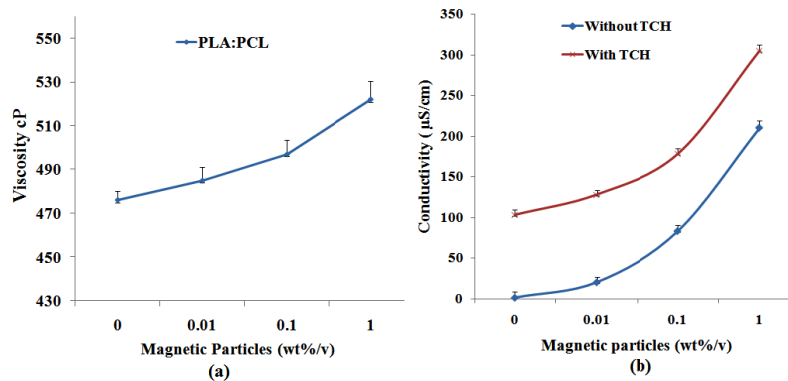 550
530
510
490
470
450
430
Viscosity cP
PLA:PCL
0 0.01 0.1 1
Magnetic Particles (wt%/v)
(a)
350
300
250
200
150
100
50
0
Conductivity ( µS/cm)
Without TCH
With TCH
0 0.01 0.1 1
Magnetic particles (wt%/v)
(b)